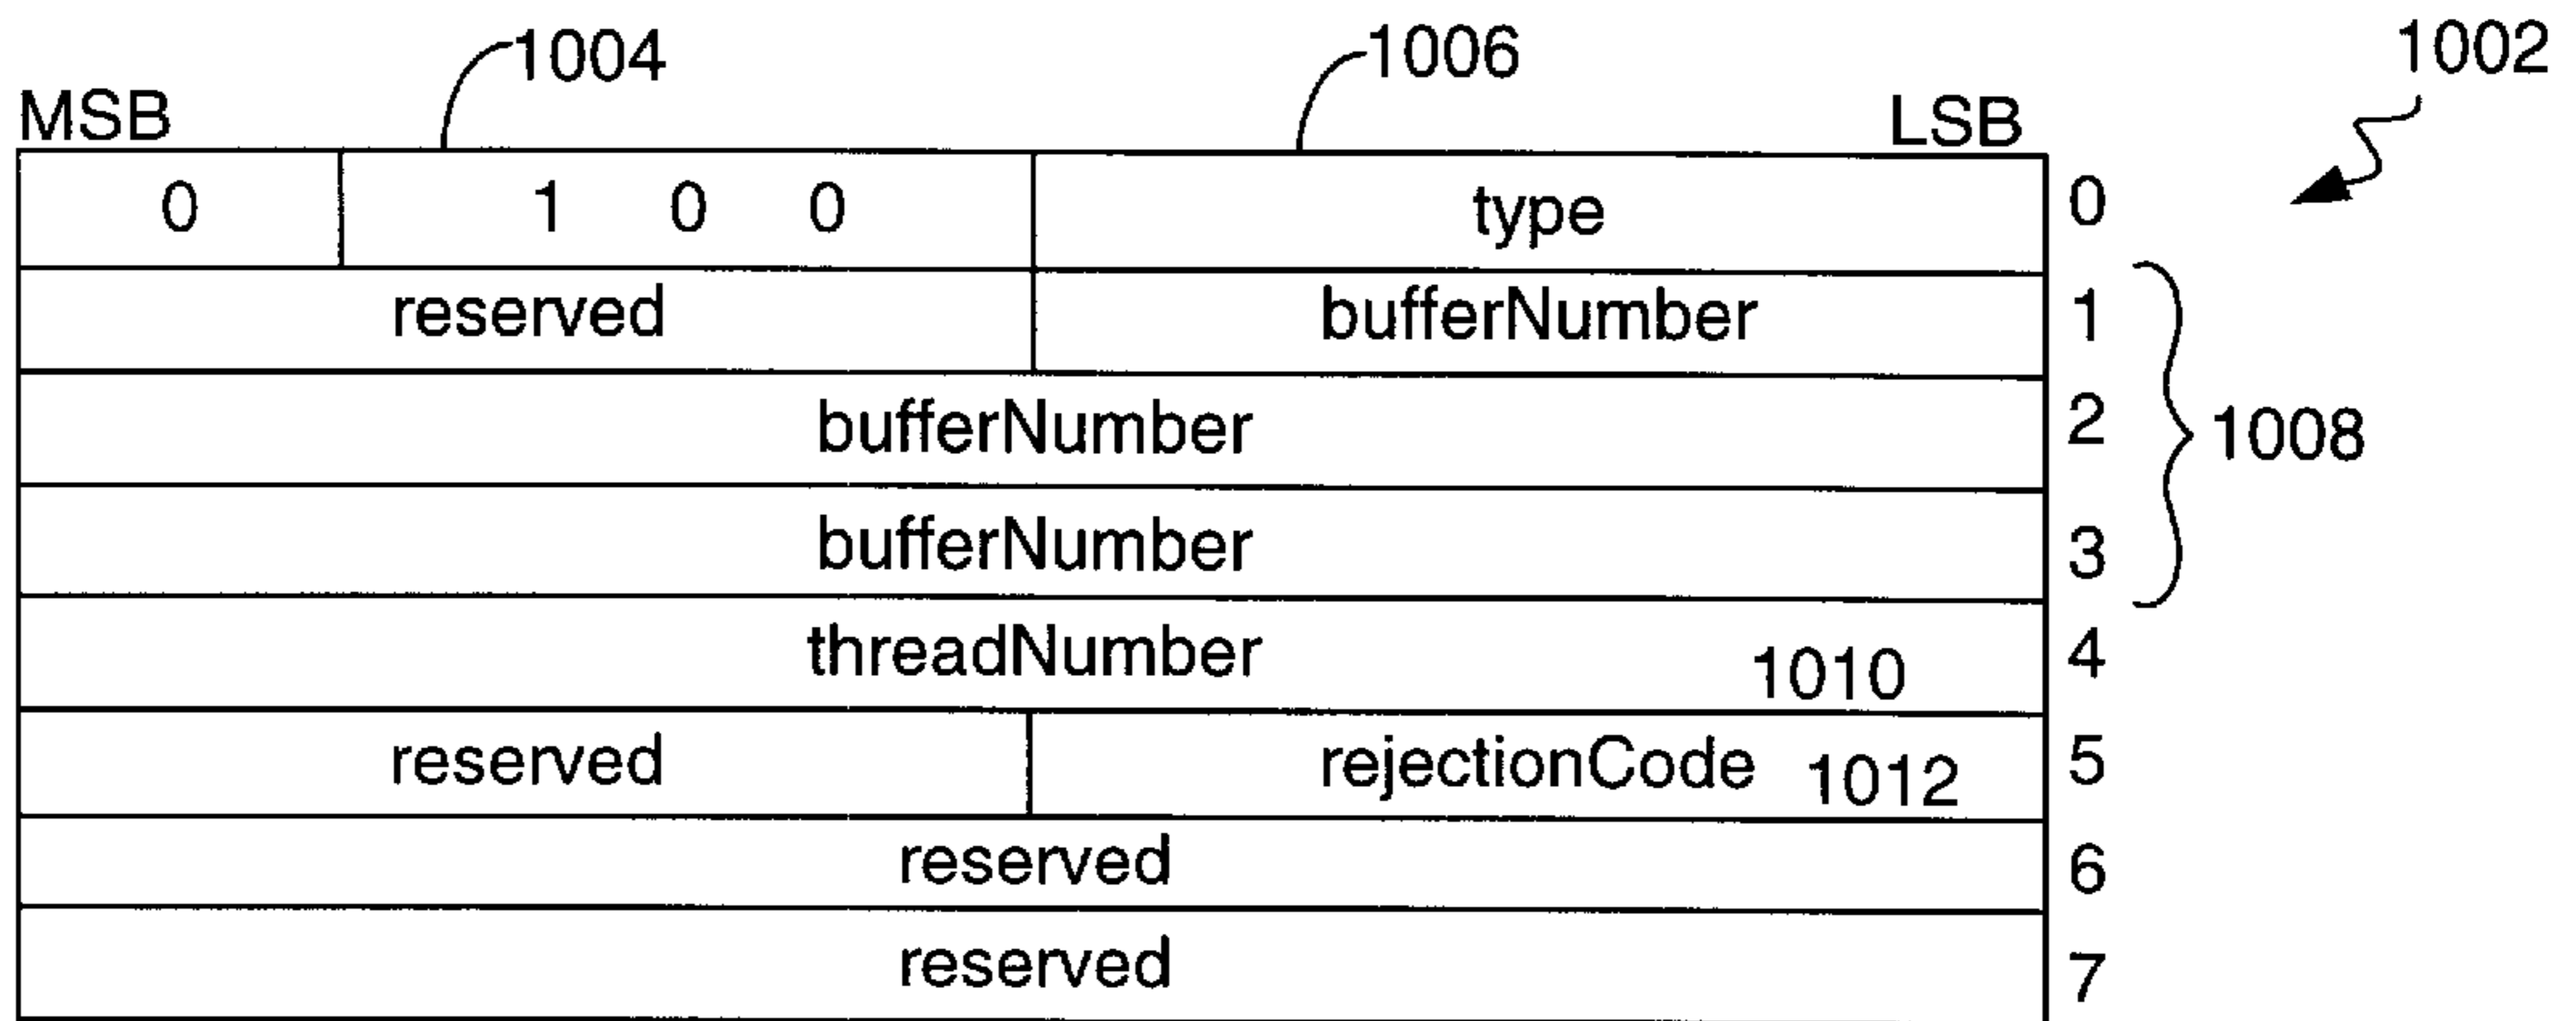 1004 1006 1002
MSB LSB
0 1 0 0 type 0
reserved bufferNumber 1
bufferNumber 2
1008
bufferNumber 3
threadNumber 1010 4
reserved rejectionCode 1012 5
reserved 6
reserved 7